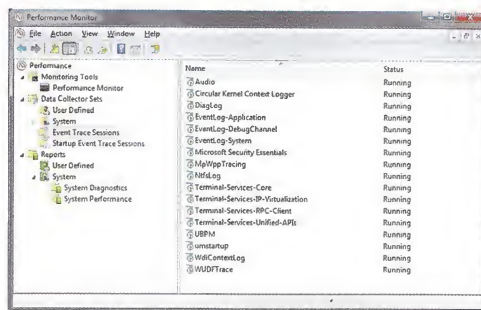 Performance Monitor
File Action View Window Help
Performance
Monitoring Tools
Performance Monitor
Data Collector Sets
User Defined
System
Event Trace Sessions
Startup Event Trace Sessions
Reports
User Defined
System
System Diagnostics
System Performance
Name Status
Audio Running
Circular Kernel Context Logger Running
DiagLog Running
EventLog-Application Running
EventLog-DebugChannel Running
EventLog-System Running
Microsoft Security Essentials Running
MpWppTracing Running
NtfsLog Running
Terminal-Services-Core Running
Terminal-Services-IP-Virtualization Running
Terminal-Services-RPC-Client Running
Terminal-Services-Unified-APIs Running
UBPM Running
umstartup Running
WdiContextLog Running
WUDFTrace Running